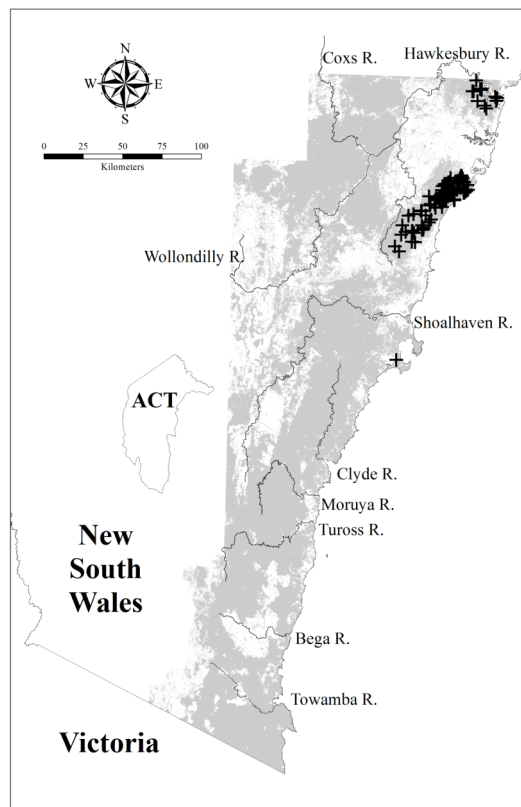 Coxs R.
Hawkesbury R.
N
W E
S
0 25 50 75 100
Kilometers
Wollondilly R.
Shoalhaven R.
ACT
Clyde R.
Moruya R.
Tuross R.
New
South
Wales
Bega R.
Towamba R.
Victoria